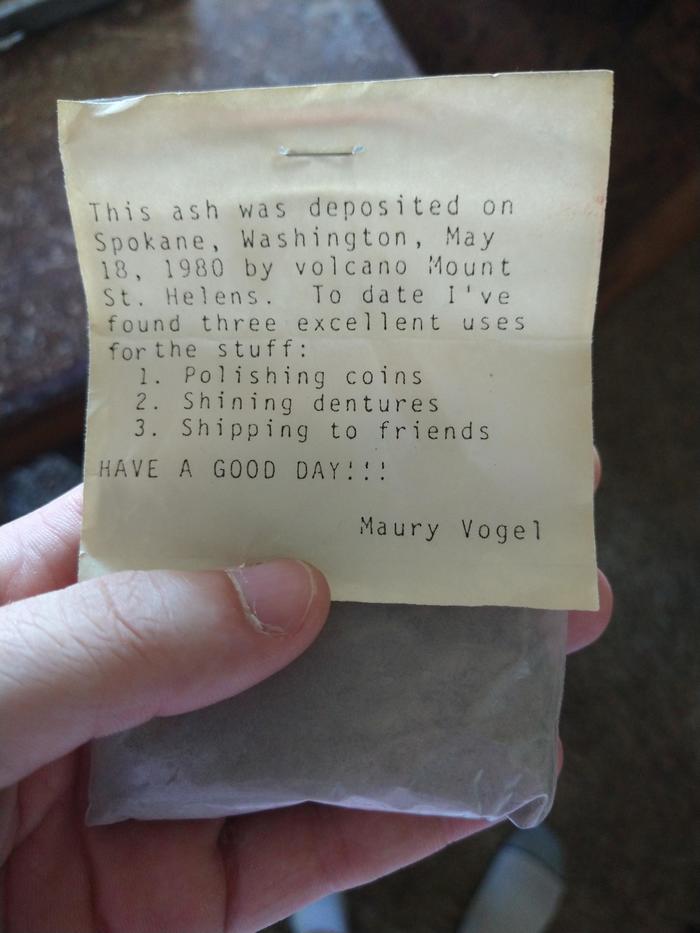 This ash was deposited on
Spokane, Washington, May
18, 1980 by volcano Mount
St. Helens.  To date I've
found three excellent uses
for the stuff:
1. Polishing coins
2. Shining dentures
3. Shipping to friends
HAVE A GOOD DAY!!!
Maury Vogel